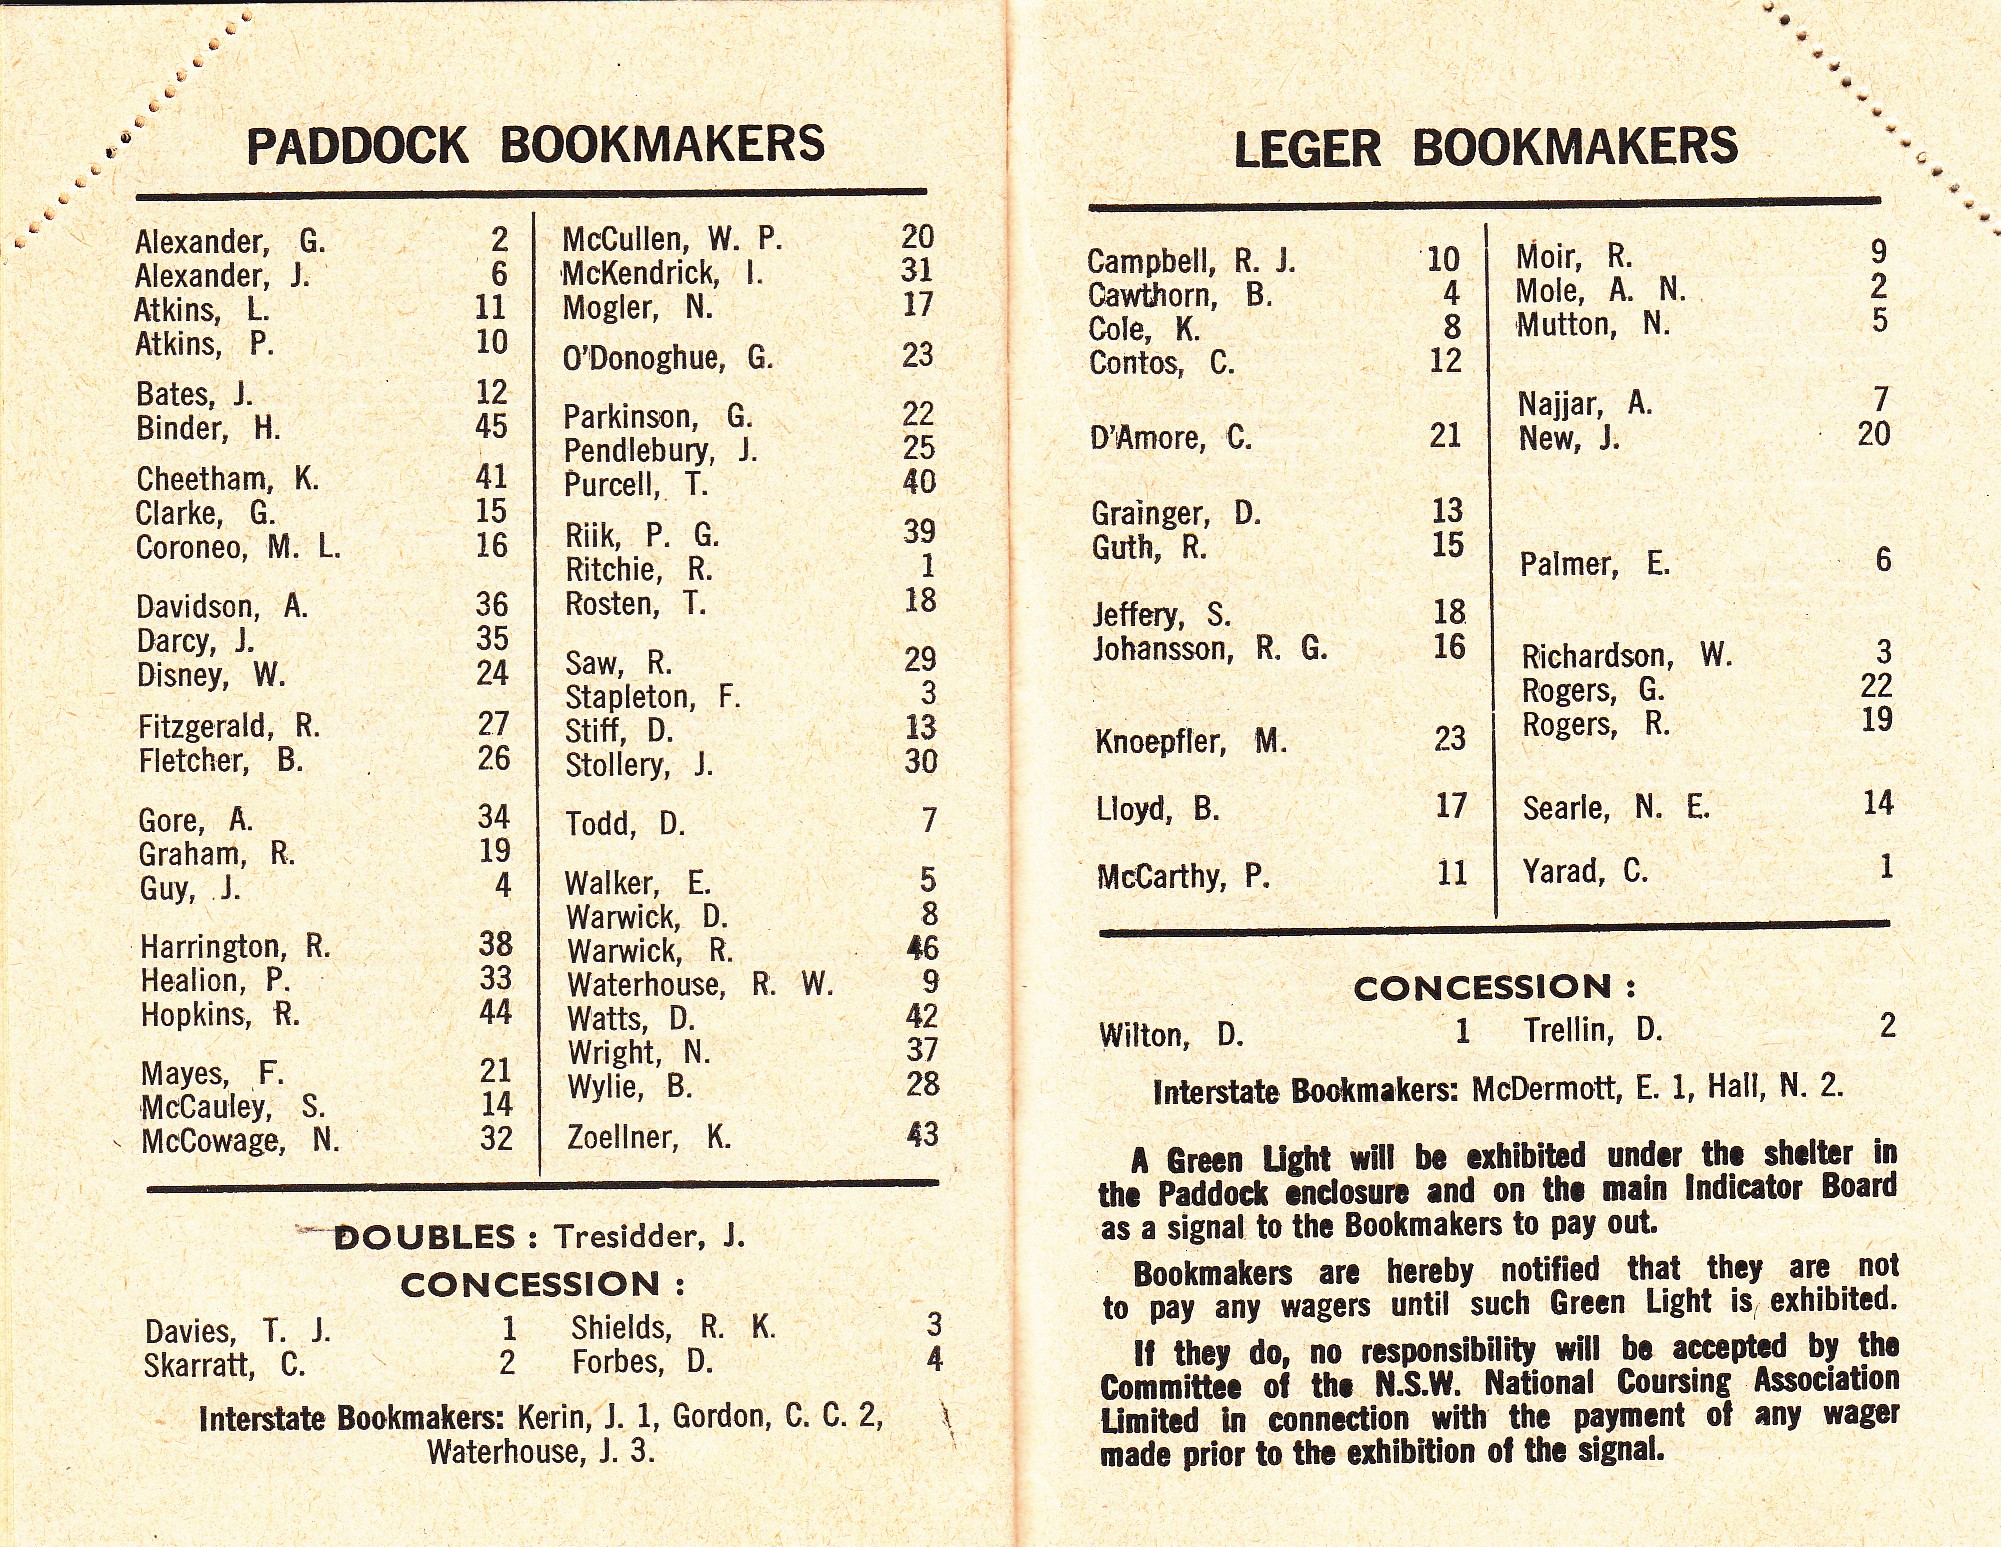 PADDOCK BOOKMAKERS
Alexander, G. 2
Alexander, J. 6
Atkins, L. 11
Atkins, P. 10
Bates, J. 12
Binder, H. 45
Cheetham, K. 41
Clarke, G. 15
Coroneo, M. L. 16
Davidson, A. 36
Darcy, J. 35
Disney, W. 24
Fitzgerald, R. 27
Fletcher, B. 26
Gore, A. 34
Graham, R. 19
Guy, J. 4
Harrington, R. 38
Healion, P. 33
Hopkins, R. 44
Mayes, F. 21
McCauley, S. 14
McCowage, N. 32
McCullen, W. P. 20
McKendrick, I. 31
Mogler, N. 17
O'Donoghue, G. 23
Parkinson, G. 22
Pendlebury, J. 25
Purcell, T. 40
Riik, P. G. 39
Ritchie, R. 1
Rosten, T. 18
Saw, R. 29
Stapleton, F. 3
Stiff, D. 13
Stollery, J. 30
Todd, D. 7
Walker, E. 5
Warwick, D. 8
Warwick, R. 46
Waterhouse, R. W. 9
Watts, D. 42
Wright, N. 37
Wylie, B. 28
Zoellner, K. 43
DOUBLES : Tresidder, J.
CONCESSION :
Davies, T. J. 1 Shields, R. K. 3
Skarratt, C. 2 Forbes, D. 4
Interstate Bookmakers: Kerin, J. 1, Gordon, C. C. 2,
Waterhouse, J. 3.
LEGER BOOKMAKERS
Campbell, R. J. 10
Cawthorn, B. 4
Cole, K. 8
Contos, C. 12
D'Amore, C. 21
Grainger, D. 13
Guth, R. 15
Jeffery, S. 18
Johansson, R. G. 16
Knoepfler, M. 23
Lloyd, B. 17
McCarthy, P. 11
Moir, R. 9
Mole, A. N. 2
Mutton, N. 5
Najjar, A. 7
New, J. 20
Palmer, E. 6
Richardson, W. 3
Rogers, G. 22
Rogers, R. 19
Searle, N. E. 14
Yarad, C. 1
CONCESSION :
Wilton, D. 1 Trellin, D. 2
Interstate Bookmakers: McDermott, E. 1, Hall, N. 2.
A Green Light will be exhibited under the shelter in
the Paddock enclosure and on the main Indicator Board
as a signal to the Bookmakers to pay out.
Bookmakers are hereby notified that they are not
to pay any wagers until such Green Light is exhibited.
If they do, no responsibility will be accepted by the
Committee of the N.S.W. National Coursing Association
Limited in connection with the payment of any wager
made prior to the exhibition of the signal.